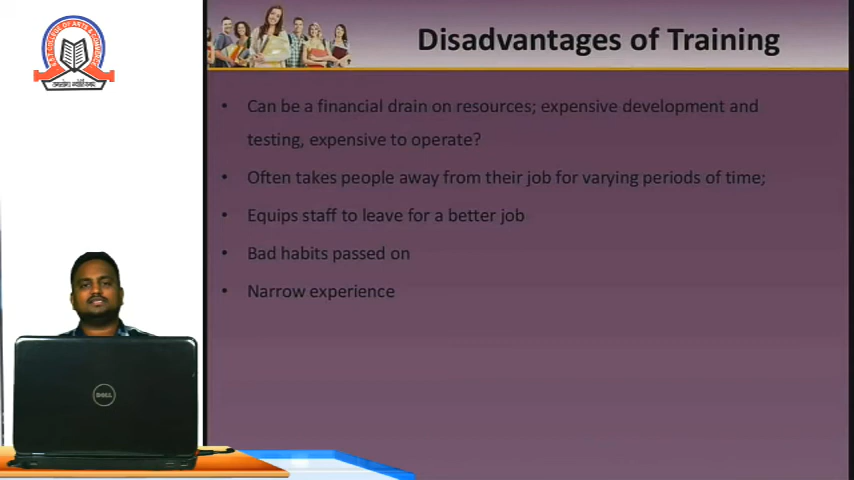 Disadvantages of Training
• Can be a financial drain on resources; expensive development and
testing, expensive to operate?
• Often takes people away from their job for varying periods of time;
• Equips staff to leave for a better job
• Bad habits passed on
• Narrow experience
DELL